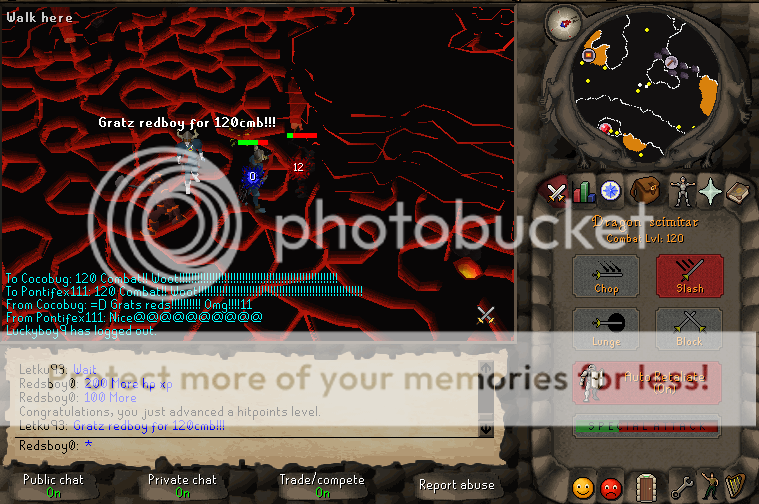 Walk here
Gratz redboy for 120cmb!!!
12
0
photobucket
Dragon scimitar
Combat Lvl: 120
Chop
Slash
Lunge
Block
Auto Retaliate
(On)
SPECIAL ATTACK
To Cocobug: 120 Combat!! Woot!!!!!!!!!!!!!!!!!!!!!!!!!!!!!!!!!!!!!!!!!!!
To Pontifex111: 120 Combat!! Woot!!!!!!!!!!!!!!!!!!!!!!!!!!!!!!!!!!!!!!!!!!!
From Cocobug: =D Grats reds!!!!!!!!! Omg!!!!11
From Pontifex111: Nice@@@@@@@@@@
Luckyboy9 has logged out.
Protect more of your memories for less!
Letku93: Wait
Redsboy0: 200 More hp xp
Redsboy0: 100 More
Congratulations, you just advanced a hitpoints level.
Letku93: Gratz redboy for 120cmb!!!
Redsboy0: *
Public chat
On
Private chat
On
Trade/compete
On
Report abuse